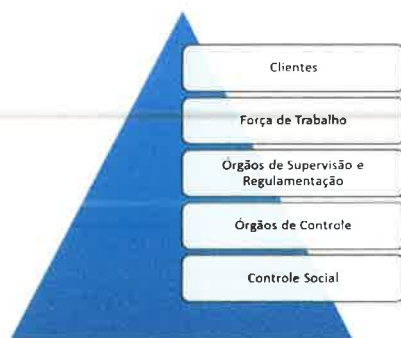 Clientes
Força de Trabalho
Órgãos de Supervisão e
Regulamentação
Órgãos de Controle
Controle Social